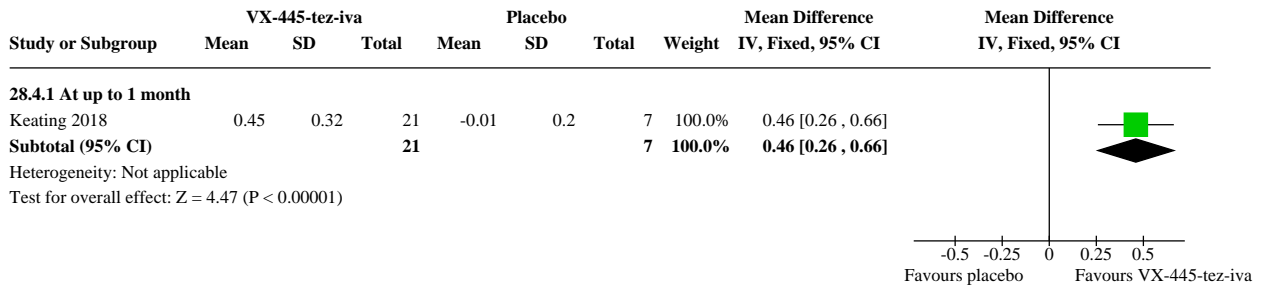 VX-445-tez-iva Placebo Mean Difference Mean Difference
Study or Subgroup Mean SD Total Mean SD Total Weight IV, Fixed, 95% CI IV, Fixed, 95% CI
28.4.1 At up to 1 month
Keating 2018 0.45 0.32 21 -0.01 0.2 7 100.0% 0.46 [0.26 , 0.66]
Subtotal (95% CI) 21 7 100.0% 0.46 [0.26 , 0.66]
Heterogeneity: Not applicable
Test for overall effect: Z = 4.47 (P < 0.00001)
-0.5 -0.25 0 0.25 0.5
Favours placebo Favours VX-445-tez-iva